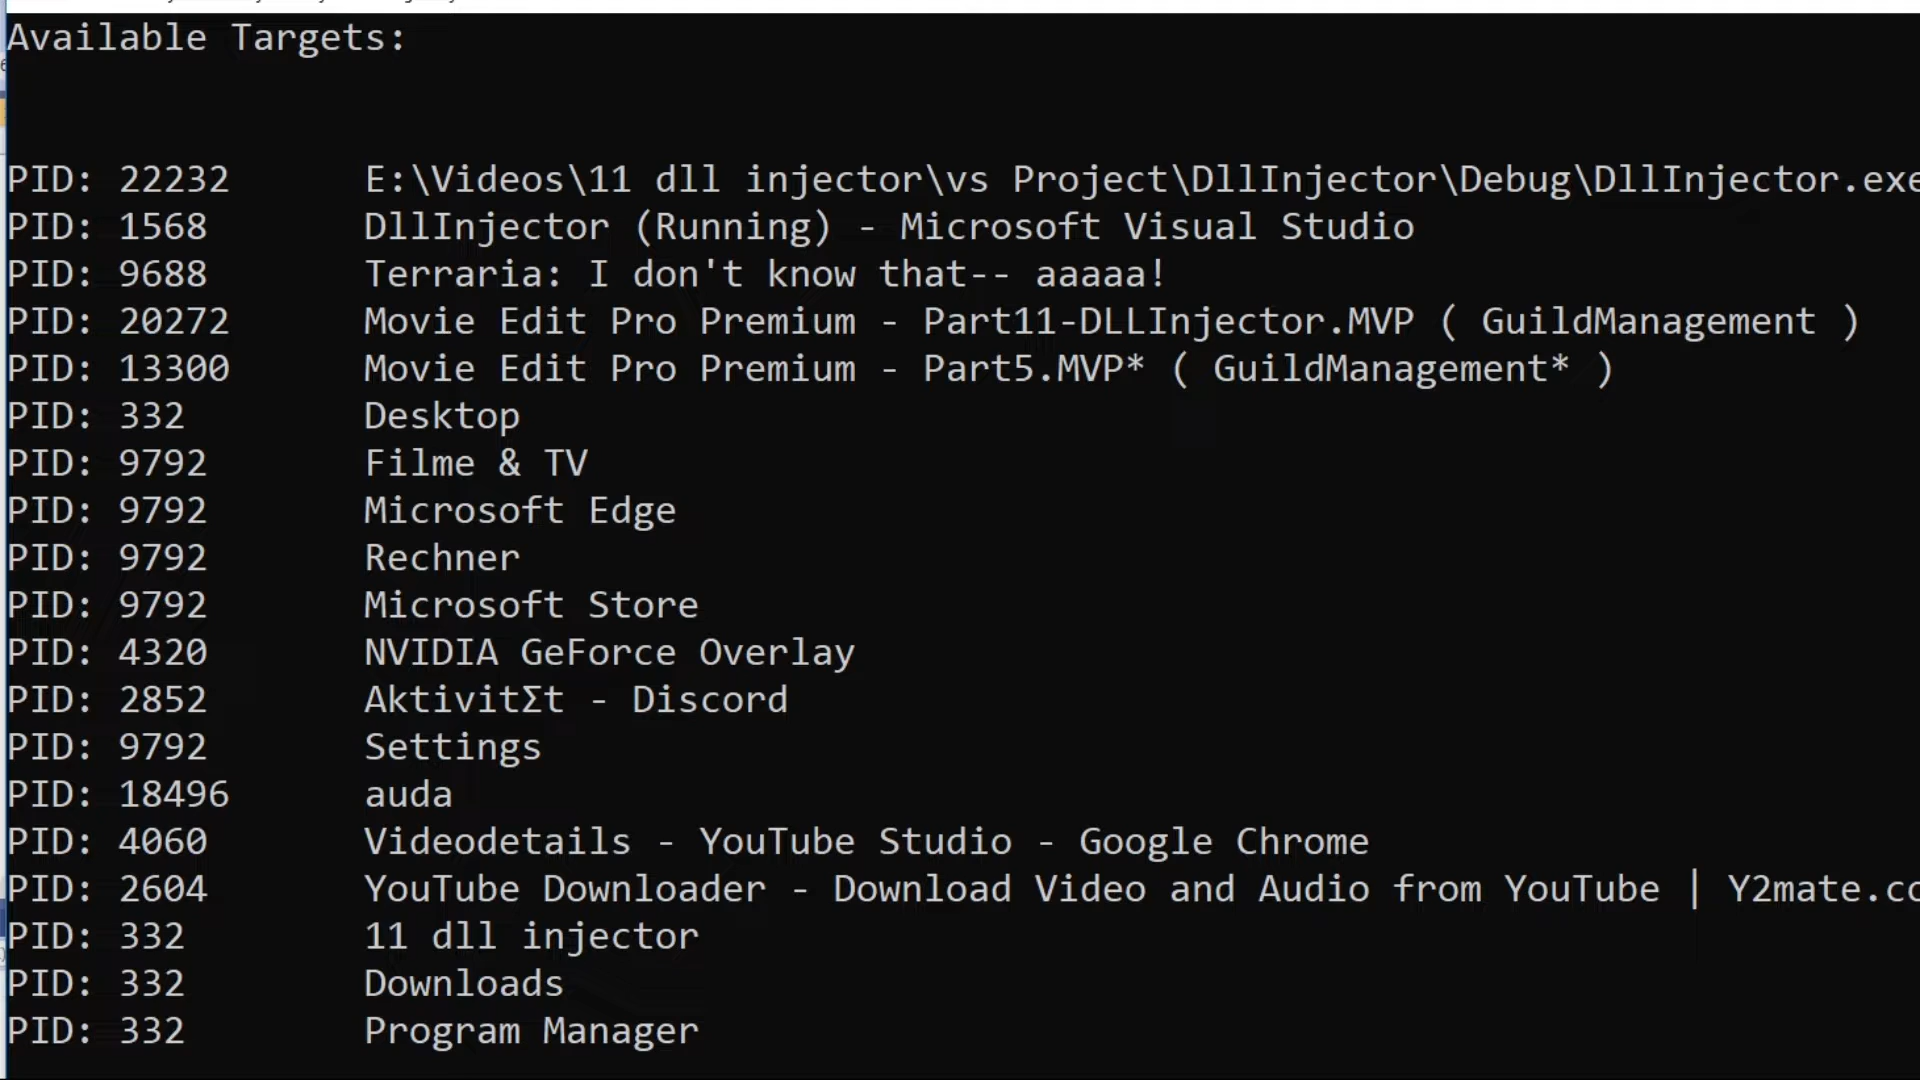 Available Targets:
PID: 22232 E:\Videos\11 dll injector\vs Project\DllInjector\Debug\DllInjector.exe
PID: 1568 DllInjector (Running) - Microsoft Visual Studio
PID: 9688 Terraria: I don't know that-- aaaaa!
PID: 20272 Movie Edit Pro Premium - Part11-DLLInjector.MVP ( GuildManagement )
PID: 13300 Movie Edit Pro Premium - Part5.MVP* ( GuildManagement* )
PID: 332 Desktop
PID: 9792 Filme & TV
PID: 9792 Microsoft Edge
PID: 9792 Rechner
PID: 9792 Microsoft Store
PID: 4320 NVIDIA GeForce Overlay
PID: 2852 AktivitΣt - Discord
PID: 9792 Settings
PID: 18496 auda
PID: 4060 Videodetails - YouTube Studio - Google Chrome
PID: 2604 YouTube Downloader - Download Video and Audio from YouTube | Y2mate.co
PID: 332 11 dll injector
PID: 332 Downloads
PID: 332 Program Manager